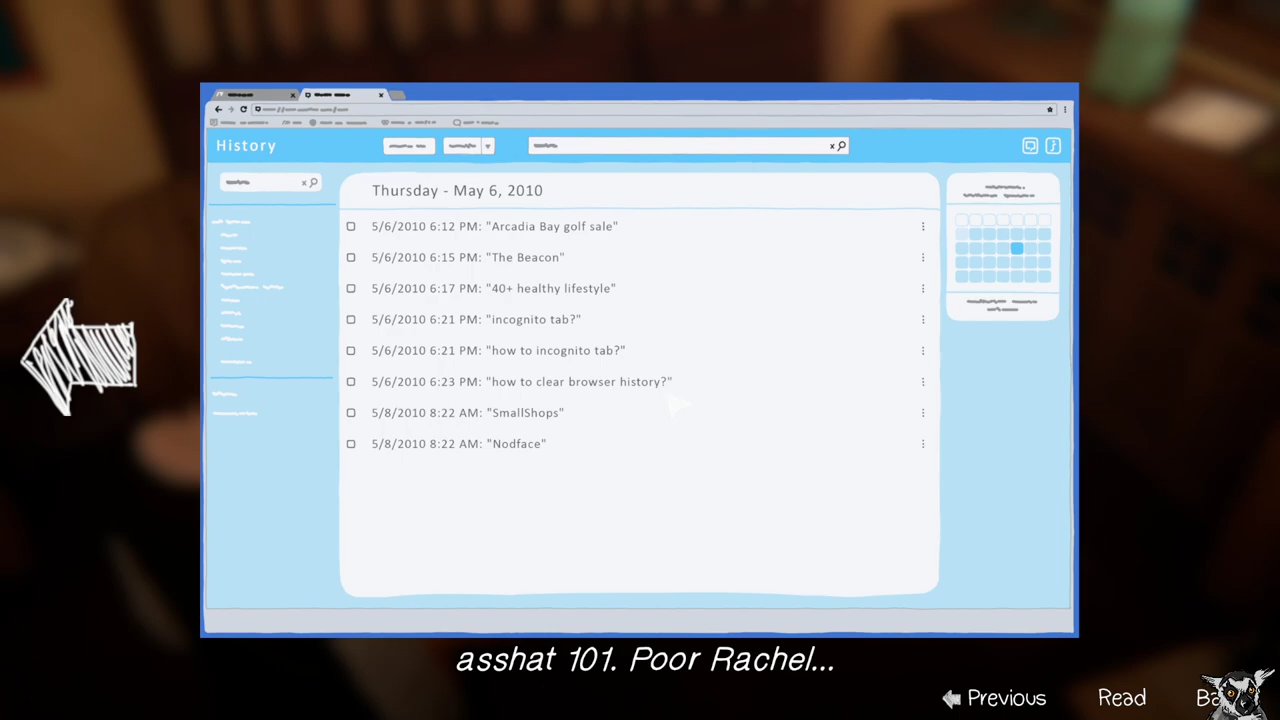 History
Thursday - May 6, 2010
5/6/2010 6:12 PM: "Arcadia Bay golf sale"
5/6/2010 6:15 PM: "The Beacon"
5/6/2010 6:17 PM: "40+ healthy lifestyle"
5/6/2010 6:21 PM: "incognito tab?"
5/6/2010 6:21 PM: "how to incognito tab?"
5/6/2010 6:23 PM: "how to clear browser history?"
5/8/2010 8:22 AM: "SmallShops"
5/8/2010 8:22 AM: "Nodface"
asshat 101. Poor Rachel...
Previous Read